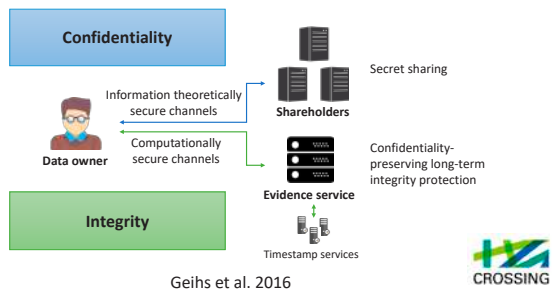 Confidentiality
Secret sharing
Information theoretically
secure channels
Shareholders
Data owner
Computationally
secure channels
Confidentiality-
preserving long-term
integrity protection
Evidence service
Integrity
Timestamp services
Geihs et al. 2016
CROSSING